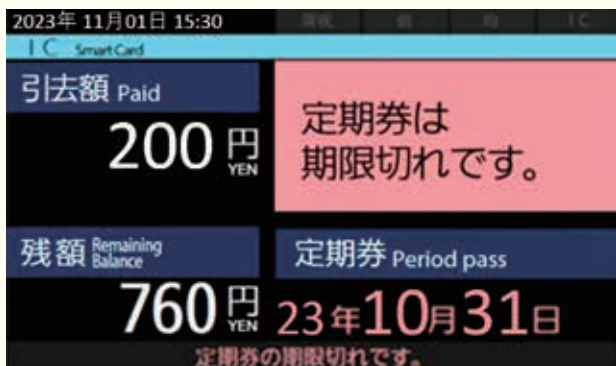 2023年 11月01日 15:30
IC Smart Card
引去額 Paid
200 円 YEN
定期券は
期限切れです。
残額 Remaining Balance
760 円 YEN
定期券 Period pass
23年10月31日
定期券の期限切れです。